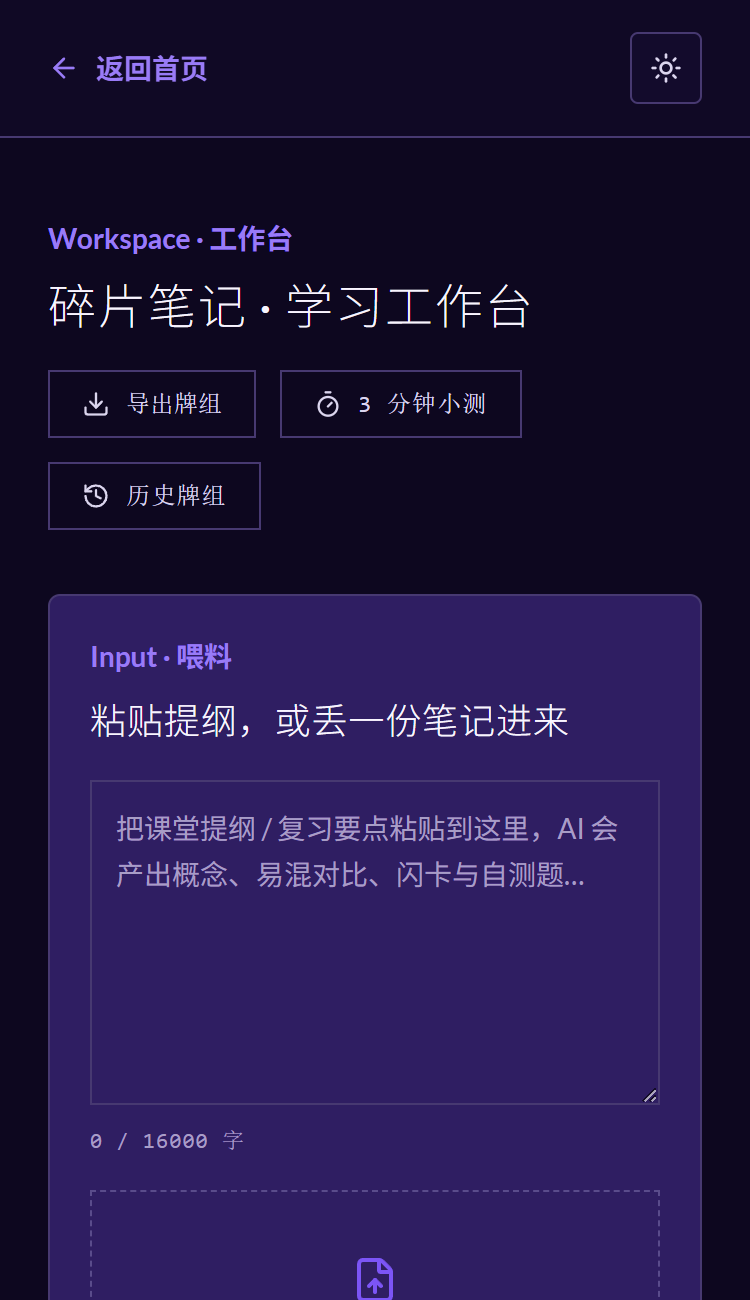 返回首页
Workspace · 工作台
碎片笔记 · 学习工作台
导出牌组
3 分钟小测
历史牌组
Input · 喂料
粘贴提纲，或丢一份笔记进来
把课堂提纲 / 复习要点粘贴到这里，AI 会
产出概念、易混对比、闪卡与自测题...
0 / 16000 字